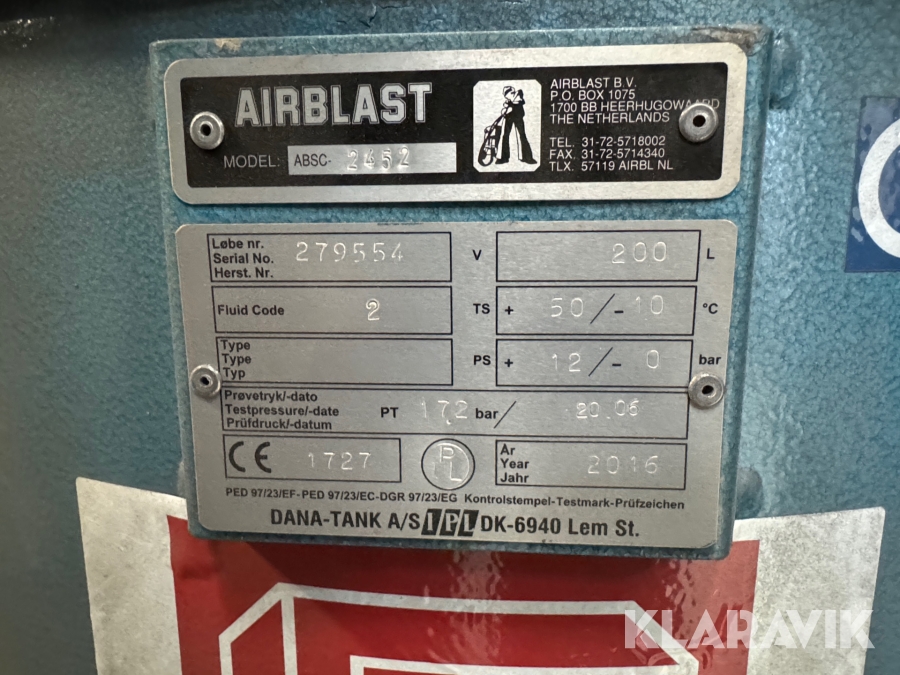 AIRBLAST
MODEL: ABSC- 2452
AIRBLAST B.V.
P.O. BOX 1075
1700 BB HEERHUGOWAARD
THE NETHERLANDS
TEL. 31-72-5718002
FAX. 31-72-5714340
TLX. 57119 AIRBL NL
Løbe nr.
Serial No. 279554
Herst. Nr.
V 200 L
Fluid Code 2
TS + 50/-10 °C
Type
Type
Typ
PS + 12/-0 bar
Prøvetryk/-dato
Testpressure/-date PT 172 bar/ 20.05
Prüfdruck/-datum
CE 1727
IPL
År
Year 2016
Jahr
PED 97/23/EF-PED 97/23/EC-DGR 97/23/EG Kontrolstempel-Testmark-Prüfzeichen
DANA-TANK A/S IPL DK-6940 Lem St.
KLARAVIK